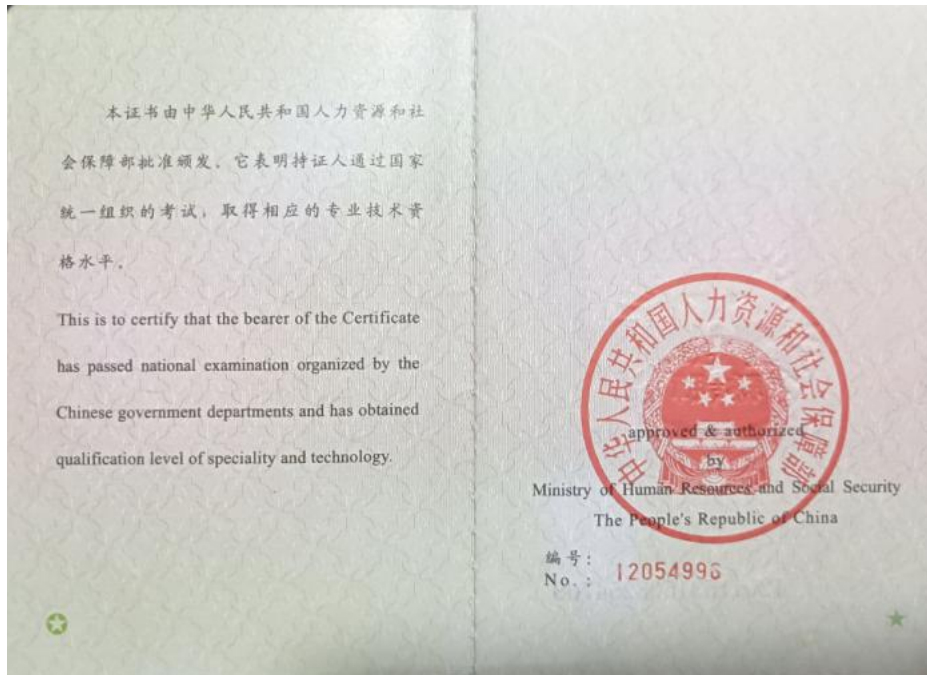 本证书由中华人民共和国人力资源和社
会保障部批准颁发，它表明持证人通过国家
统一组织的考试，取得相应的专业技术资
格水平。
This is to certify that the bearer of the Certificate
has passed national examination organized by the
Chinese government departments and has obtained
qualification level of speciality and technology.
中华人民共和国人力资源和社会保障部
approved & authorized
by
Ministry of Human Resources and Social Security
The People's Republic of China
编号:
No.: 12054996